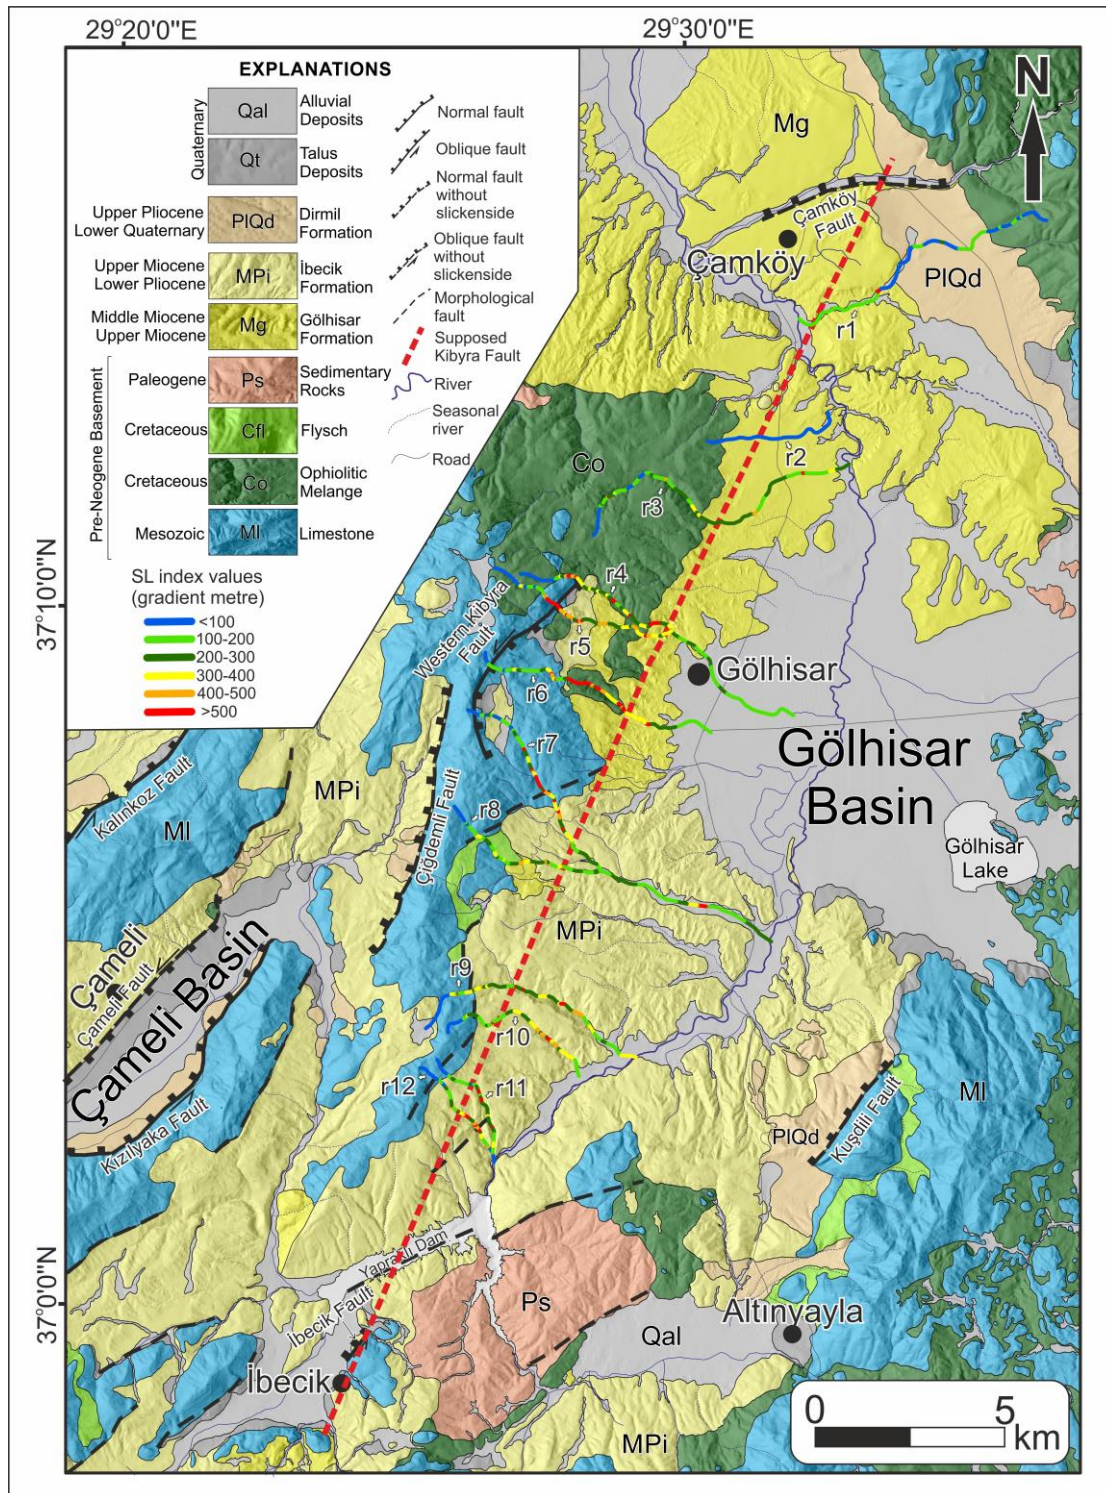 29°20'0"E
29°30'0"E
EXPLANATIONS
Quaternary
Qal
Alluvial
Deposits
Qt
Talus
Deposits
Upper Pliocene
Lower Quaternary
PlQd
Dirmil
Formation
Upper Miocene
Lower Pliocene
MPi
İbecik
Formation
Middle Miocene
Upper Miocene
Mg
Gölhisar
Formation
Pre-Neogene Basement
Paleogene
Ps
Sedimentary
Rocks
Cretaceous
Cfl
Flysch
Cretaceous
Co
Ophiolitic
Melange
Mesozoic
Ml
Limestone
Normal fault
Oblique fault
Normal fault
without
slickenside
Oblique fault
without
slickenside
Morphological
fault
Supposed
Kibyra Fault
River
Seasonal
river
Road
SL index values
(gradient metre)
<100
100-200
200-300
300-400
400-500
>500
N
Mg
Çamköy
Fault
Çamköy
PlQd
r1
r2
Co
r3
37°10'0"N
r4
Western Kibyra
Fault
r5
Gölhisar
r6
r7
Gölhisar
Basin
MPi
Kalınkoz Fault
Ml
Çiğdemli Fault
r8
Gölhisar
Lake
MPi
Çameli
Çameli Fault
Çameli Basin
r9
r10
r12
r11
Ml
Kızılyaka Fault
PlQd
Kuşdili Fault
Yapraklı Dam
37°0'0"N
İbecik Fault
Ps
Altınyayla
Qal
İbecik
MPi
0
5
km